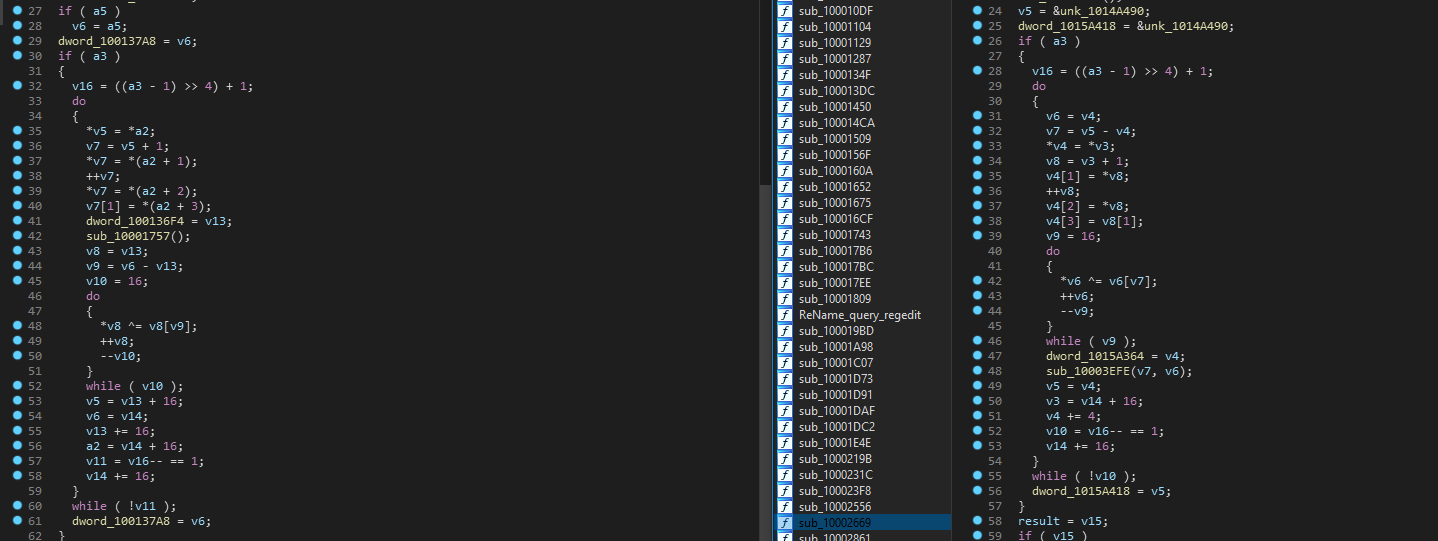 27 if ( a5 )
28 v6 = a5;
29 dword_100137A8 = v6;
30 if ( a3 )
31 {
32 v16 = ((a3 - 1) >> 4) + 1;
33 do
34 {
35 *v5 = *a2;
36 v7 = v5 + 1;
37 *v7 = *(a2 + 1);
38 ++v7;
39 *v7 = *(a2 + 2);
40 v7[1] = *(a2 + 3);
41 dword_100136F4 = v13;
42 sub_10001757();
43 v8 = v13;
44 v9 = v6 - v13;
45 v10 = 16;
46 do
47 {
48 *v8 ^= v8[v9];
49 ++v8;
50 --v10;
51 }
52 while ( v10 );
53 v5 = v13 + 16;
54 v6 = v14;
55 v13 += 16;
56 a2 = v14 + 16;
57 v11 = v16-- == 1;
58 v14 += 16;
59 }
60 while ( !v11 );
61 dword_100137A8 = v6;
62 }
f sub_100010DF
f sub_10001104
f sub_10001129
f sub_10001287
f sub_1000134F
f sub_100013DC
f sub_10001450
f sub_100014CA
f sub_10001509
f sub_1000156F
f sub_1000160A
f sub_10001652
f sub_10001675
f sub_100016CF
f sub_10001743
f sub_100017B6
f sub_100017BC
f sub_100017EE
f sub_10001809
f ReName_query_regedit
f sub_100019BD
f sub_10001A98
f sub_10001C07
f sub_10001D73
f sub_10001D91
f sub_10001DAF
f sub_10001DC2
f sub_10001E4E
f sub_1000219B
f sub_1000231C
f sub_100023F8
f sub_10002556
f sub_10002669
f sub_10002861
24 v5 = &unk_1014A490;
25 dword_1015A418 = &unk_1014A490;
26 if ( a3 )
27 {
28 v16 = ((a3 - 1) >> 4) + 1;
29 do
30 {
31 v6 = v4;
32 v7 = v5 - v4;
33 *v4 = *v3;
34 v8 = v3 + 1;
35 v4[1] = *v8;
36 ++v8;
37 v4[2] = *v8;
38 v4[3] = v8[1];
39 v9 = 16;
40 do
41 {
42 *v6 ^= v6[v7];
43 ++v6;
44 --v9;
45 }
46 while ( v9 );
47 dword_1015A364 = v4;
48 sub_10003EFE(v7, v6);
49 v5 = v4;
50 v3 = v14 + 16;
51 v4 += 4;
52 v10 = v16-- == 1;
53 v14 += 16;
54 }
55 while ( !v10 );
56 dword_1015A418 = v5;
57 }
58 result = v15;
59 if ( v15 )